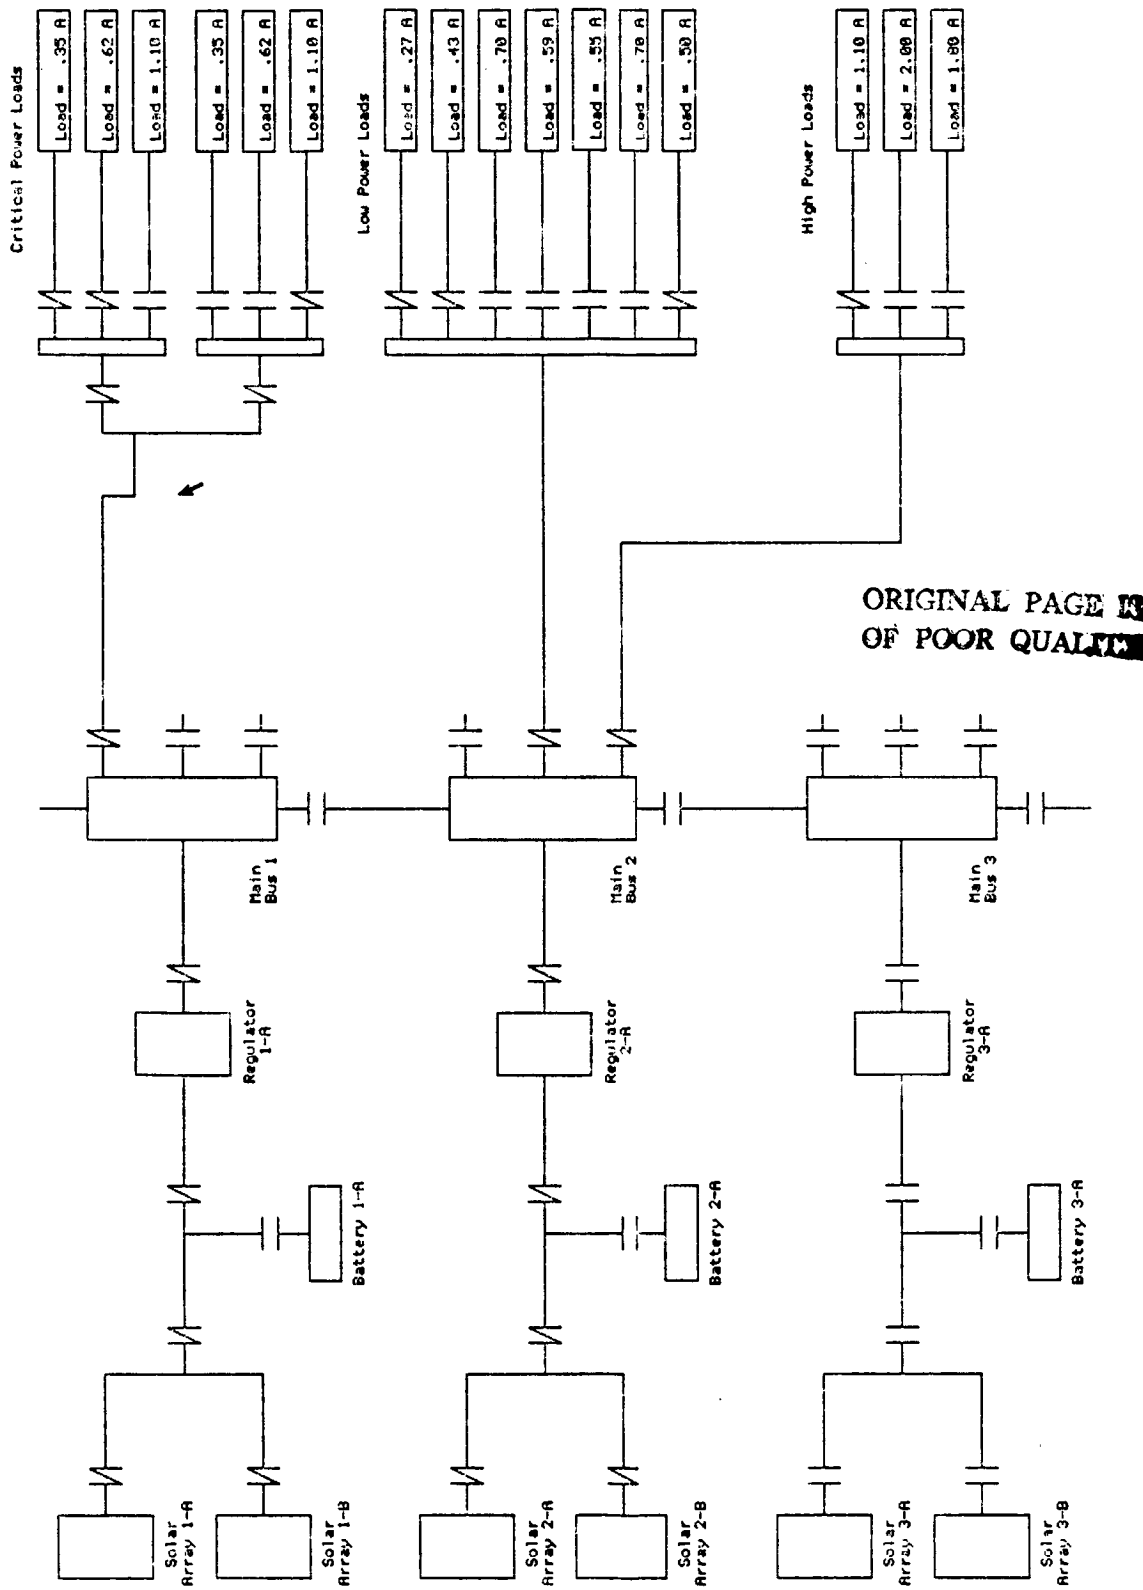 Critical Power Loads
Load = .35 A
Load = .62 A
Load = 1.10 A
Load = .35 A
Load = .62 A
Load = 1.10 A
Low Power Loads
Load = .27 A
Load = .43 A
Load = .70 A
Load = .59 A
Load = .55 A
Load = .70 A
Load = .50 A
High Power Loads
Load = 1.10 A
Load = 2.00 A
Load = 1.80 A
ORIGINAL PAGE
OF POOR
Main
Bus 1
Main
Bus 2
Main
Bus 3
Regulator
1-A
Regulator
2-A
Regulator
3-A
Battery 1-A
Battery 2-A
Battery 3-A
Solar
Array 1-A
Solar
Array 1-B
Solar
Array 2-A
Solar
Array 2-B
Solar
Array 3-A
Solar
Array 3-B